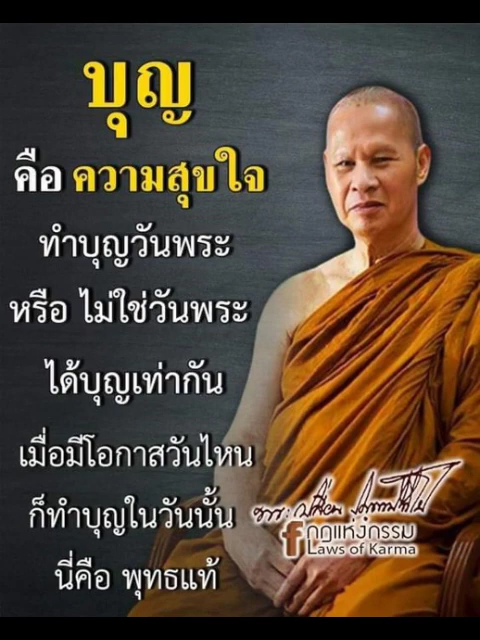 บุญ
คือ ความสุขใจ
ทำบุญวันพระ
หรือ ไม่ใช่วันพระ
ได้บุญเท่ากัน
เมื่อมีโอกาสวันไหน
ก็ทำบุญในวันนั้น
นี่คือ พุทธแท้
กฎแห่งกรรม
Laws of Karma